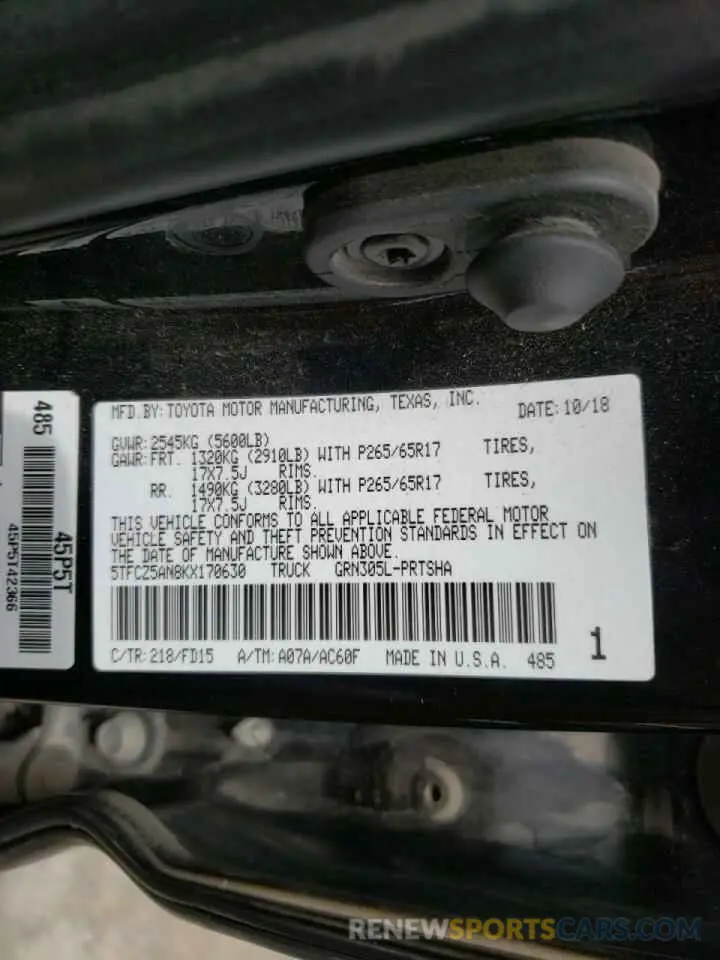 MFD.BY:TOYOTA MOTOR MANUFACTURING, TEXAS, INC. DATE:10/18
GVWR:2545KG (5600LB)
GAWR:FRT. 1320KG (2910LB) WITH P265/65R17 TIRES,
17X7.5J RIMS.
RR. 1490KG (3280LB) WITH P265/65R17 TIRES,
17X7.5J RIMS.
THIS VEHICLE CONFORMS TO ALL APPLICABLE FEDERAL MOTOR
VEHICLE SAFETY AND THEFT PREVENTION STANDARDS IN EFFECT ON
THE DATE OF MANUFACTURE SHOWN ABOVE.
5TFCZ5AN8KX170630 TRUCK GRN305L-PRTSHA
C/TR:218/FD15 A/TM:A07A/AC60F MADE IN U.S.A. 485
1
485
45P5T
45P5T42366
RENEWSPORTSCARS.COM